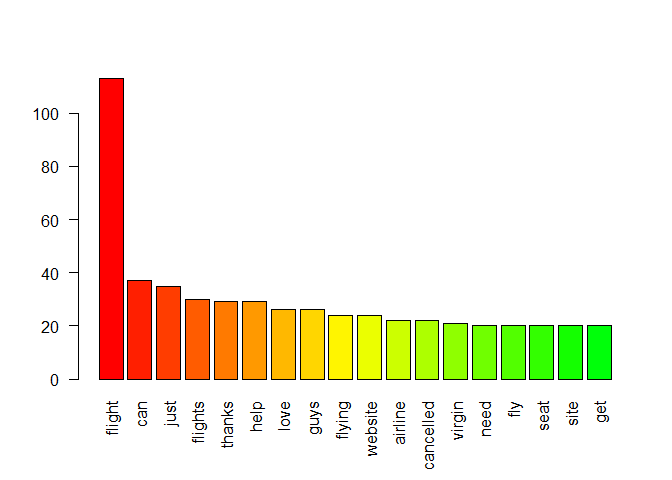 100
80
60
40
20
0
flight
can
just
flights
thanks
help
love
guys
flying
website
airline
cancelled
virgin
need
fly
seat
site
get